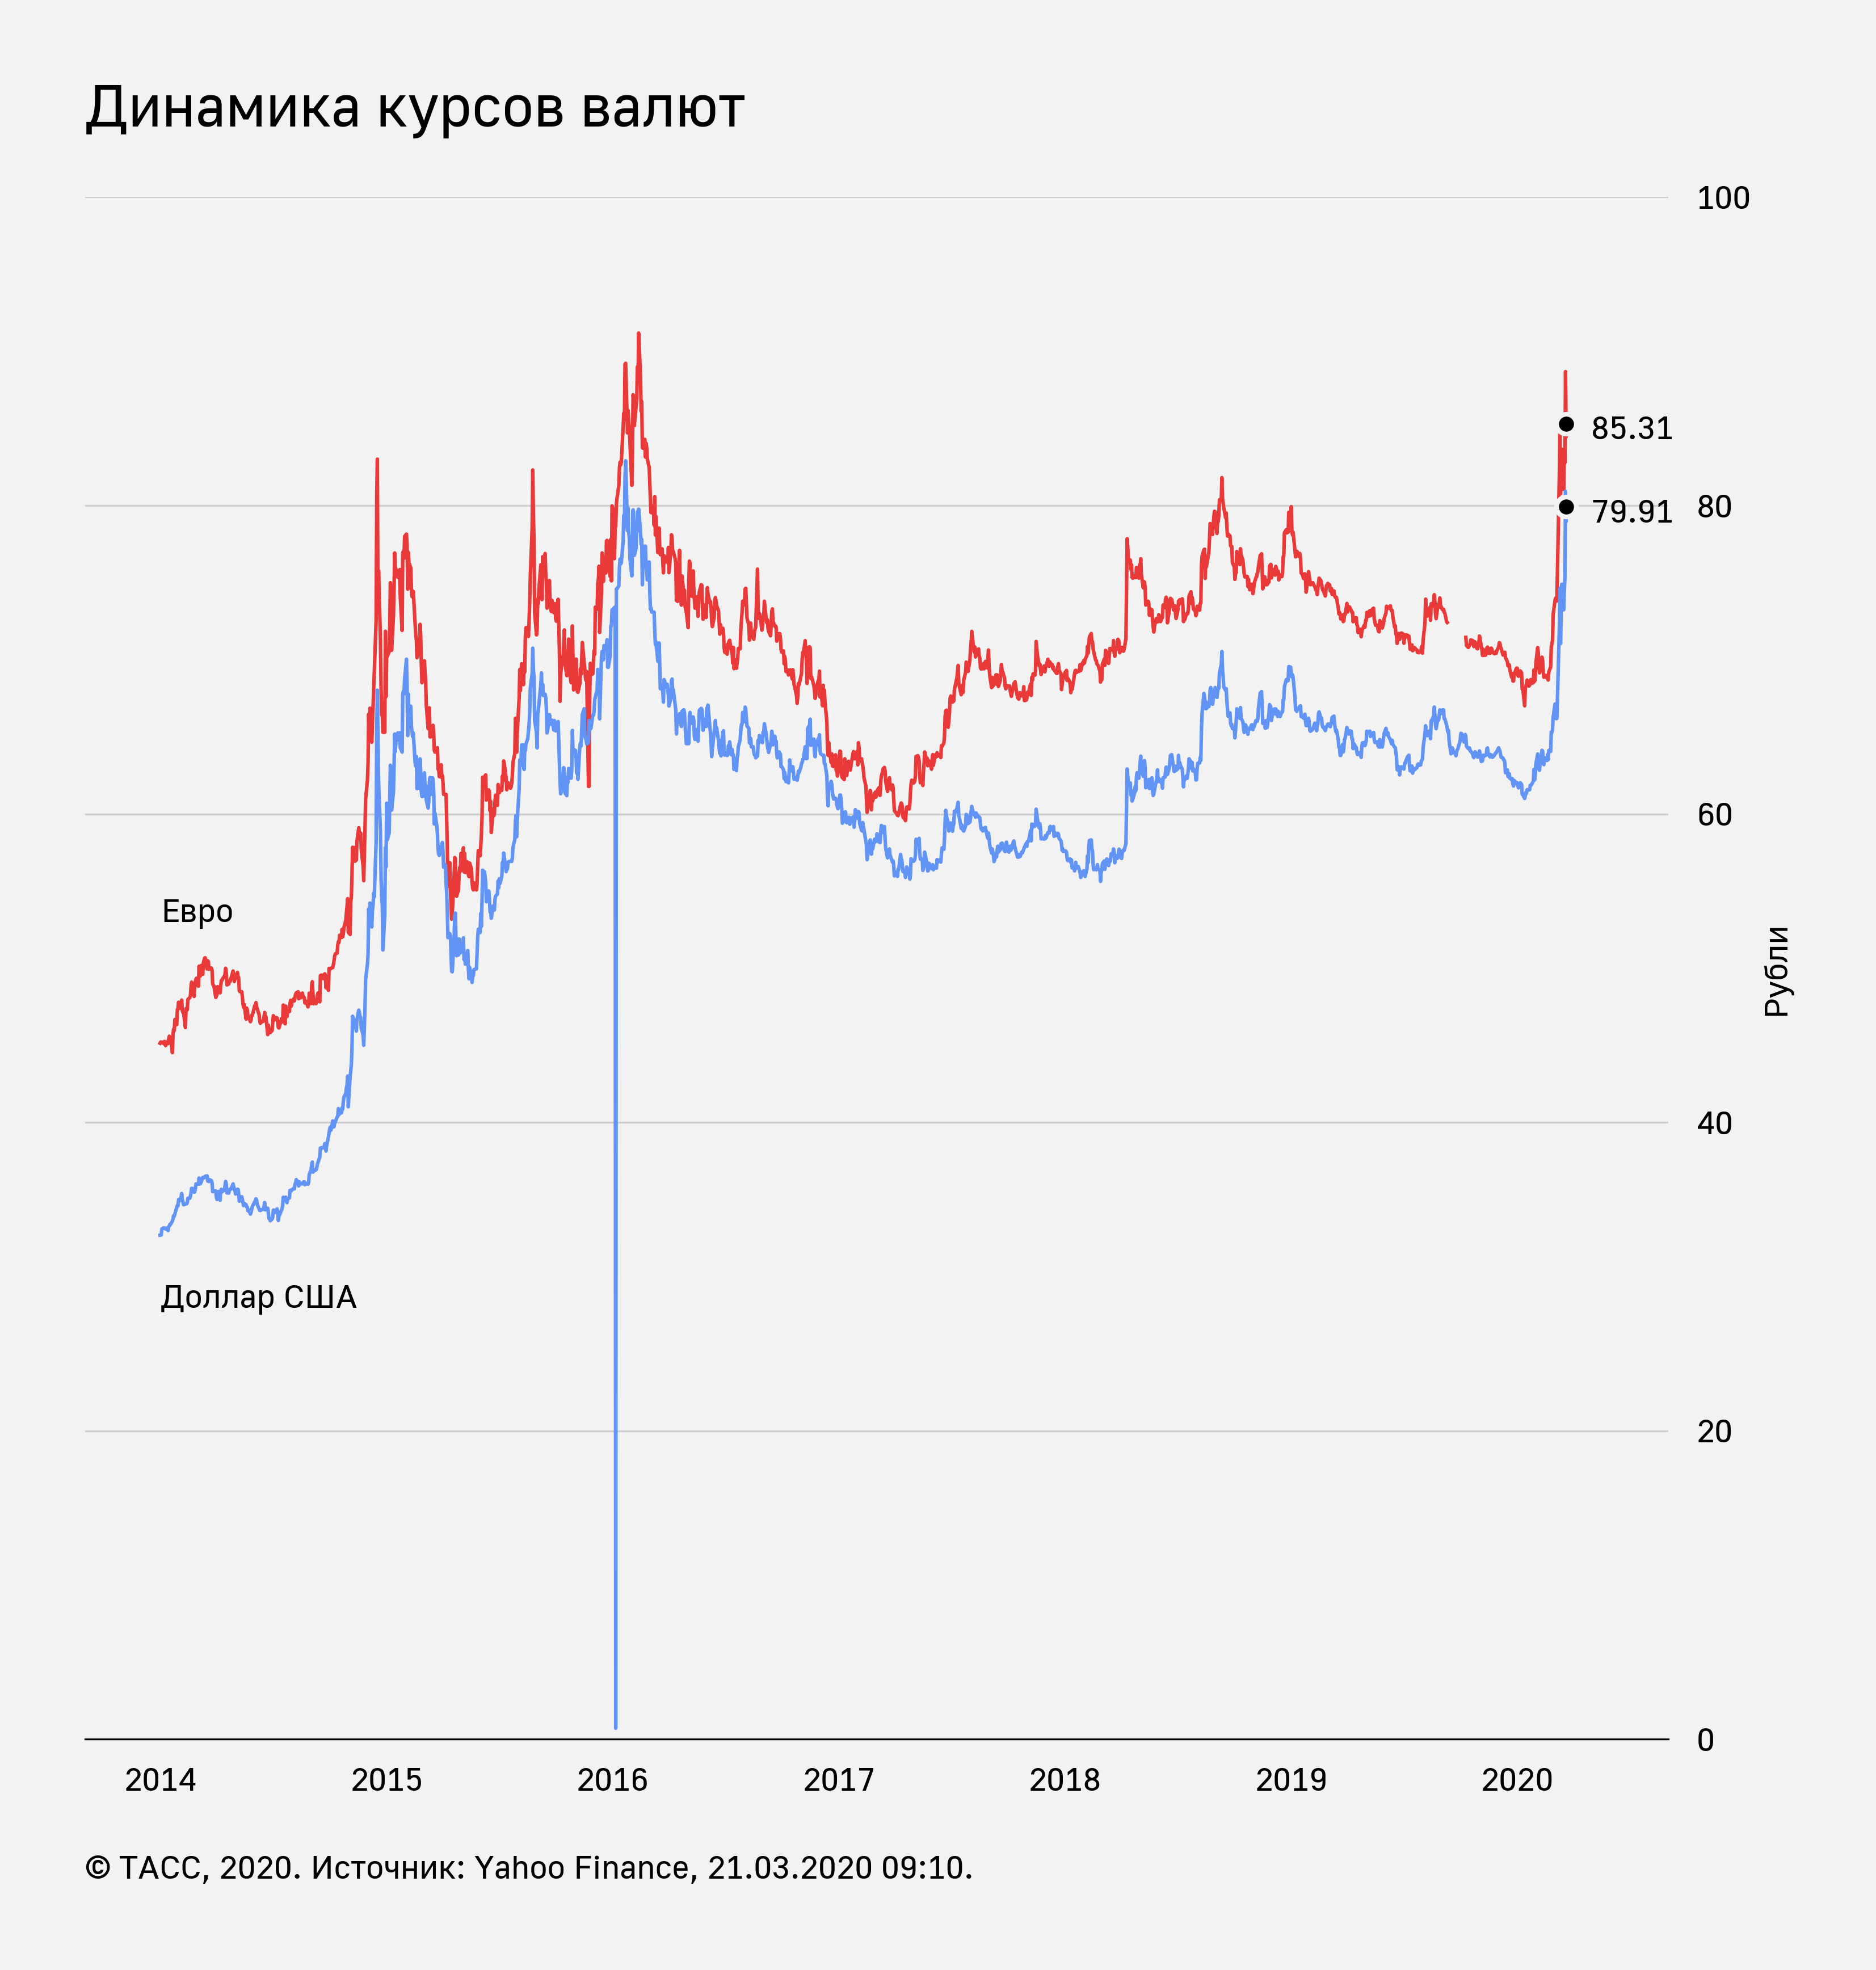 Динамика курсов валют
100
85.31
79.91
80
60
Евро
Рубли
40
Доллар США
20
0
2014 2015 2016 2017 2018 2019 2020
© ТАСС, 2020. Источник: Yahoo Finance, 21.03.2020 09:10.